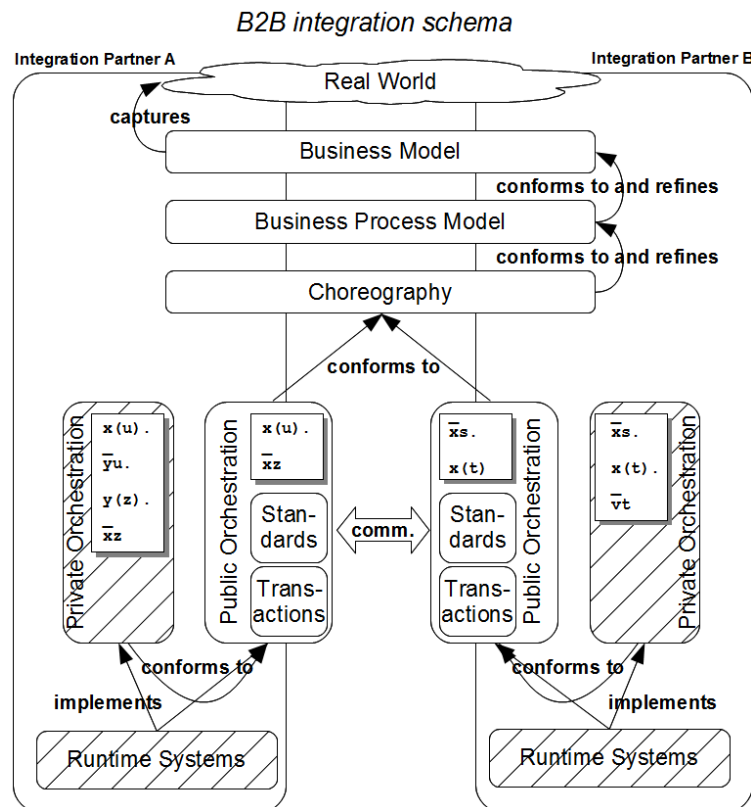 B2B integration schema
Integration Partner A
Integration Partner B
Real World
captures
Business Model
conforms to and refines
Business Process Model
conforms to and refines
Choreography
conforms to
Private Orchestration
x(u).
y̅u.
y(z).
x̅z
Public Orchestration
x(u).
x̅z
Stan-
dards
Trans-
actions
comm.
x̅s.
x(t)
Stan-
dards
Trans-
actions
Public Orchestration
x̅s.
x(t).
v̅t
Private Orchestration
conforms to
implements
conforms to
implements
Runtime Systems
Runtime Systems